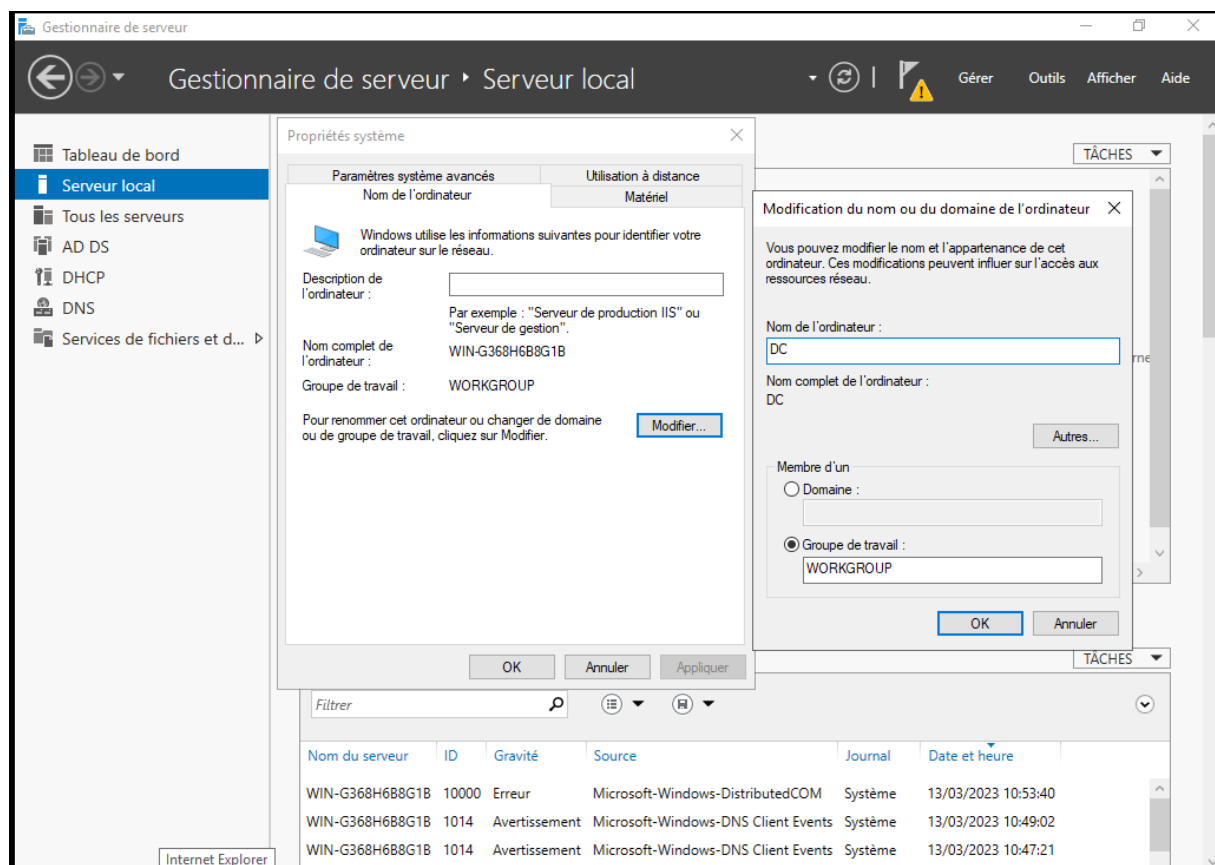 Gestionnaire de serveur
Gestionnaire de serveur • Serveur local
Gérer Outils Afficher Aide
Tableau de bord
Serveur local
Tous les serveurs
AD DS
DHCP
DNS
Services de fichiers et d...
Propriétés système
Paramètres système avancés Utilisation à distance
Nom de l'ordinateur Matériel
Windows utilise les informations suivantes pour identifier votre
ordinateur sur le réseau.
Description de
l'ordinateur :
Par exemple : "Serveur de production IIS" ou
"Serveur de gestion".
Nom complet de
l'ordinateur :
WIN-G368H6B8G1B
Groupe de travail : WORKGROUP
Pour renommer cet ordinateur ou changer de domaine
ou de groupe de travail, cliquez sur Modifier.
Modifier...
OK Annuler Appliquer
TÂCHES
Modification du nom ou du domaine de l'ordinateur
Vous pouvez modifier le nom et l'appartenance de cet
ordinateur. Ces modifications peuvent influer sur l'accès aux
ressources réseau.
Nom de l'ordinateur :
DC
Nom complet de l'ordinateur :
DC
Autres...
Membre d'un
Domaine :
Groupe de travail :
WORKGROUP
OK Annuler
TÂCHES
Filtrer
Nom du serveur ID Gravité Source Journal Date et heure
WIN-G368H6B8G1B 10000 Erreur Microsoft-Windows-DistributedCOM Système 13/03/2023 10:53:40
WIN-G368H6B8G1B 1014 Avertissement Microsoft-Windows-DNS Client Events Système 13/03/2023 10:49:02
WIN-G368H6B8G1B 1014 Avertissement Microsoft-Windows-DNS Client Events Système 13/03/2023 10:47:21
Internet Explorer